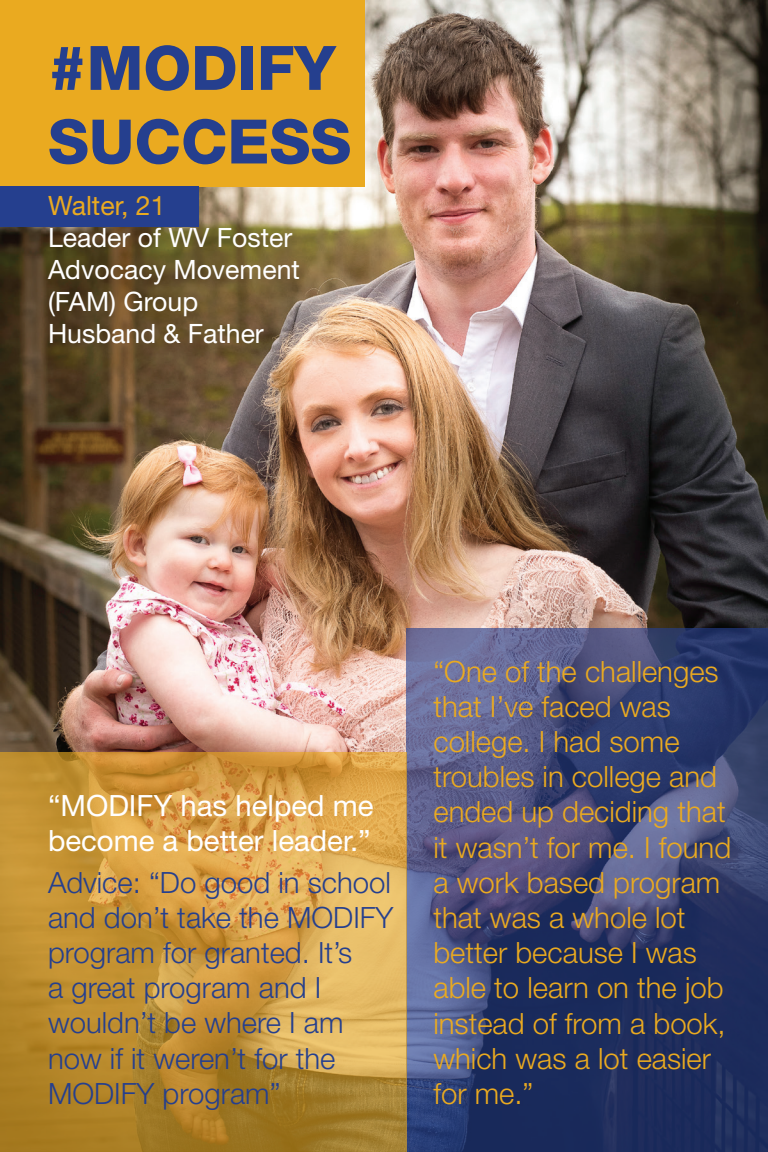 #MODIFY
SUCCESS
Walter, 21
Leader of WV Foster
Advocacy Movement
(FAM) Group
Husband & Father
“One of the challenges
that I’ve faced was
college. I had some
troubles in college and
ended up deciding that
it wasn’t for me. I found
a work based program
that was a whole lot
better because I was
able to learn on the job
instead of from a book,
which was a lot easier
for me.”
“MODIFY has helped me
become a better leader.”
Advice: “Do good in school
and don’t take the MODIFY
program for granted. It’s
a great program and I
wouldn’t be where I am
now if it weren’t for the
MODIFY program”